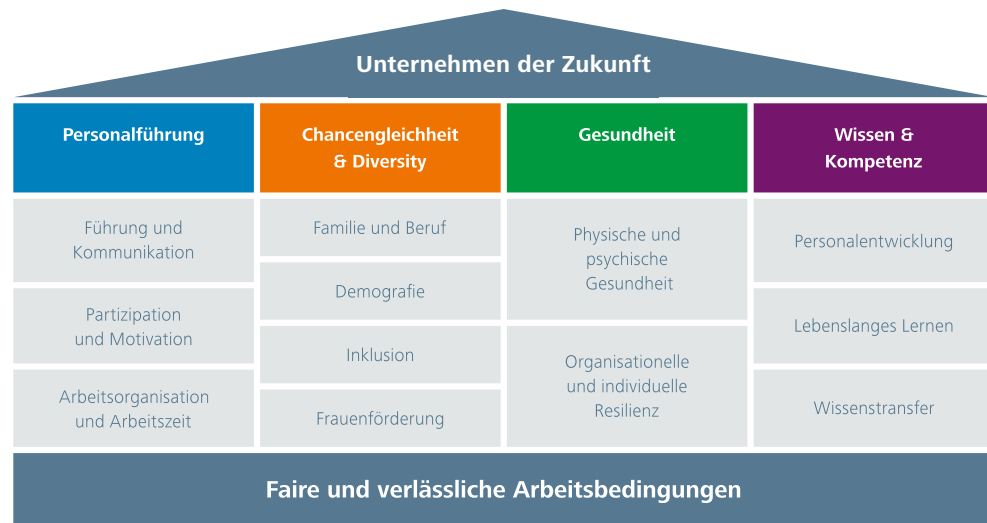 Unternehmen der Zukunft
Personalführung
Führung und
Kommunikation
Partizipation
und Motivation
Arbeitsorganisation
und Arbeitszeit
Chancengleichheit
& Diversity
Familie und Beruf
Demografie
Inklusion
Frauenförderung
Gesundheit
Physische und
psychische
Gesundheit
Organisationelle
und individuelle
Resilienz
Wissen &
Kompetenz
Personalentwicklung
Lebenslanges Lernen
Wissenstransfer
Faire und verlässliche Arbeitsbedingungen